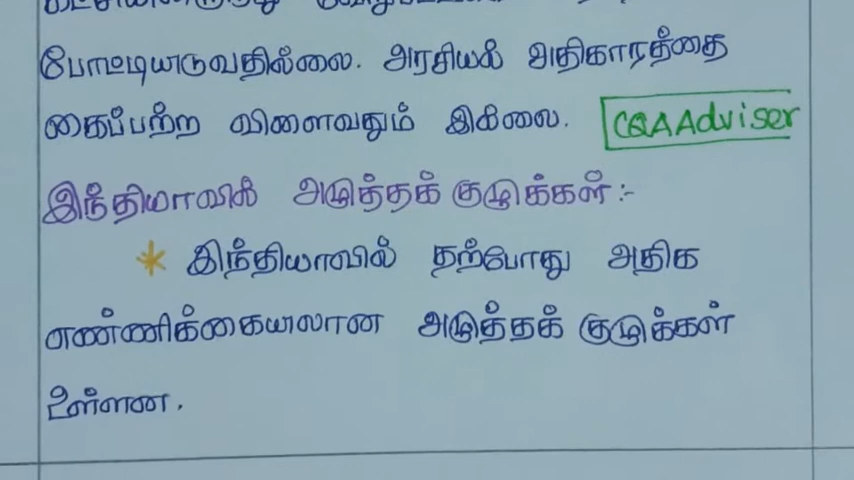 போட்டியிடுவதில்லை. அரசியல் அதிகாரத்தை
கைப்பற்ற விளைவதும் இல்லை. CQAAdviser
இந்தியாவில் அழுத்தக் குழுக்கள்:-
* இந்தியாவில் தற்போது அதிக
எண்ணிக்கையிலான அழுத்தக் குழுக்கள்
உள்ளன.